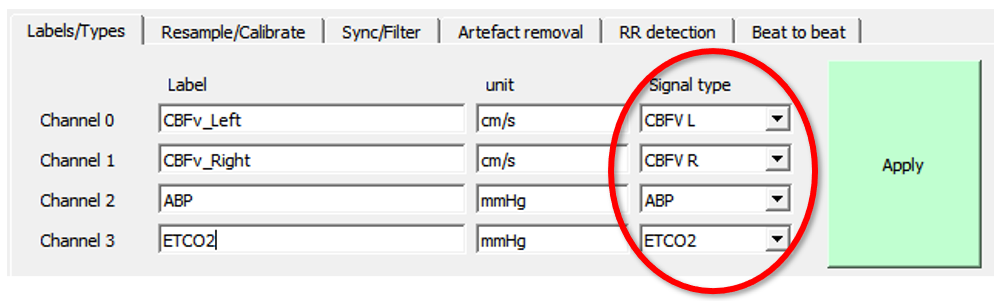 Labels/Types Resample/Calibrate Sync/Filter Artefact removal RR detection Beat to beat
Label unit Signal type
Channel 0 CBFv_Left cm/s CBFV L
Channel 1 CBFv_Right cm/s CBFV R
Channel 2 ABP mmHg ABP
Channel 3 ETCO2 mmHg ETCO2
Apply